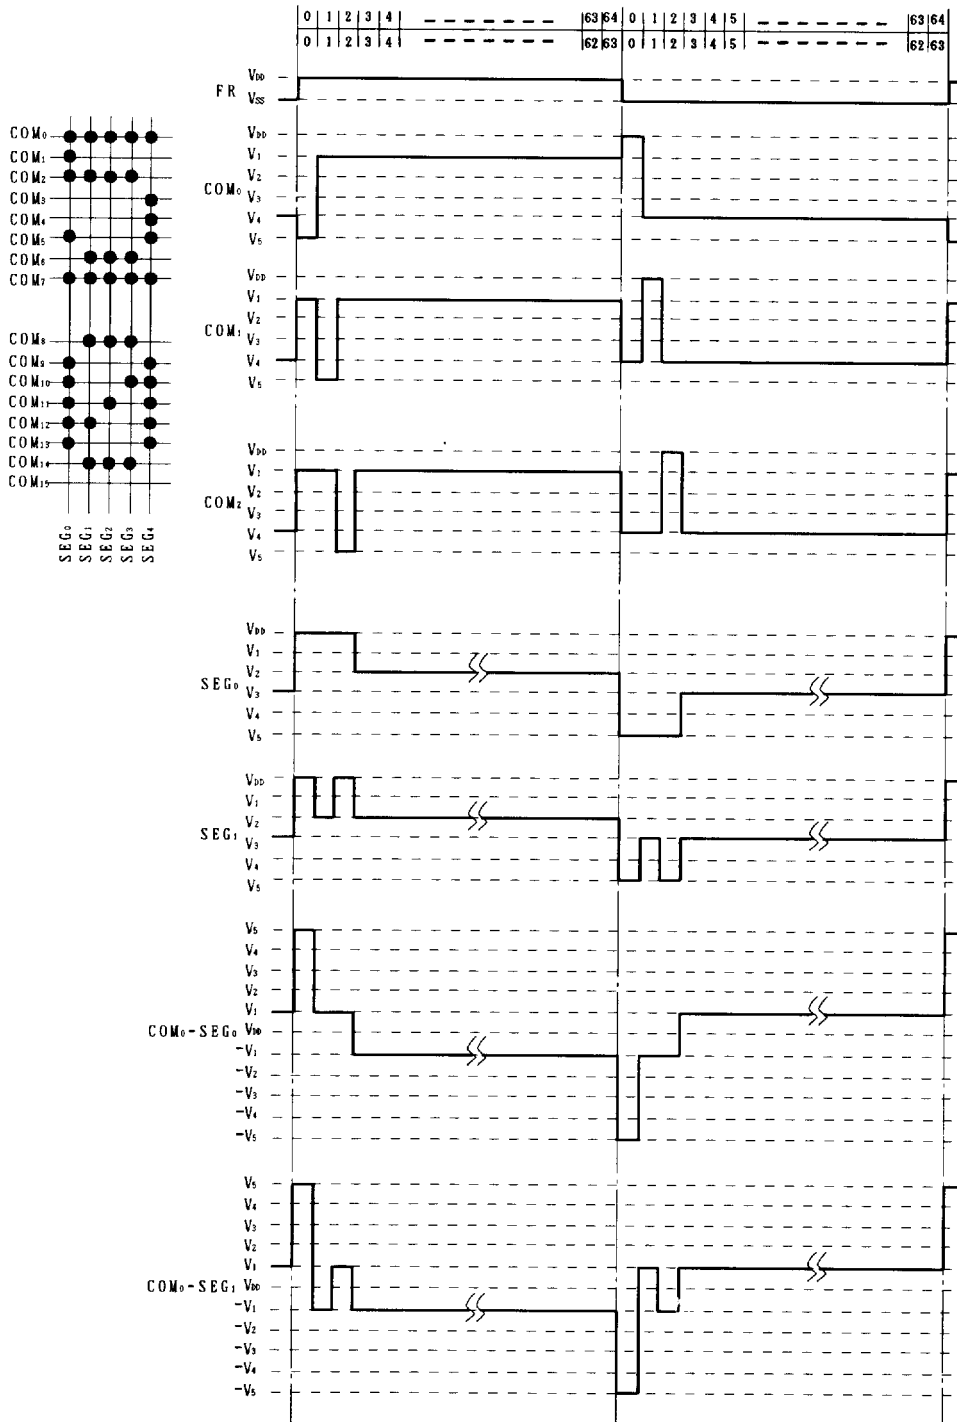 0 1 2 3 4 63 64 0 1 2 3 4 5 63 64
0 1 2 3 4 62 63 0 1 2 3 4 5 62 63
FR
VDD
VSS
COM0
COM1
COM2
COM3
COM4
COM5
COM6
COM7
COM8
COM9
COM10
COM11
COM12
COM13
COM14
COM15
SEG0
SEG1
SEG2
SEG3
SEG4
COM0
VDD
V1
V2
V3
V4
V5
COM1
VDD
V1
V2
V3
V4
V5
COM2
VDD
V1
V2
V3
V4
V5
SEG0
VDD
V1
V2
V3
V4
V5
SEG1
VDD
V1
V2
V3
V4
V5
COM0-SEG0
V5
V4
V3
V2
V1
VDD
-V1
-V2
-V3
-V4
-V5
COM0-SEG1
V5
V4
V3
V2
V1
VDD
-V1
-V2
-V3
-V4
-V5